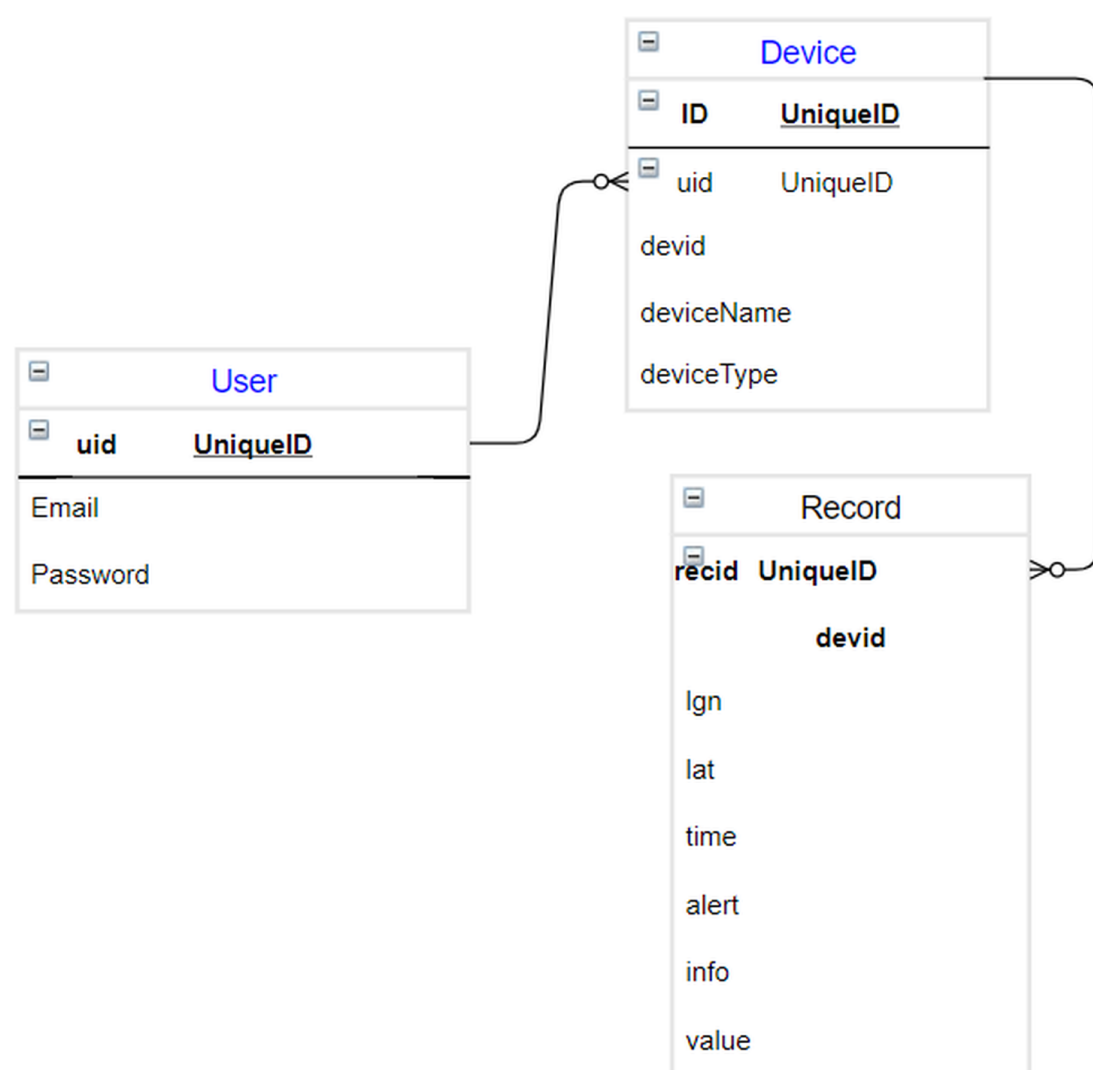 Device
ID UniqueID
uid UniqueID
devid
deviceName
deviceType
User
uid UniqueID
Email
Password
Record
recid UniqueID
devid
lgn
lat
time
alert
info
value